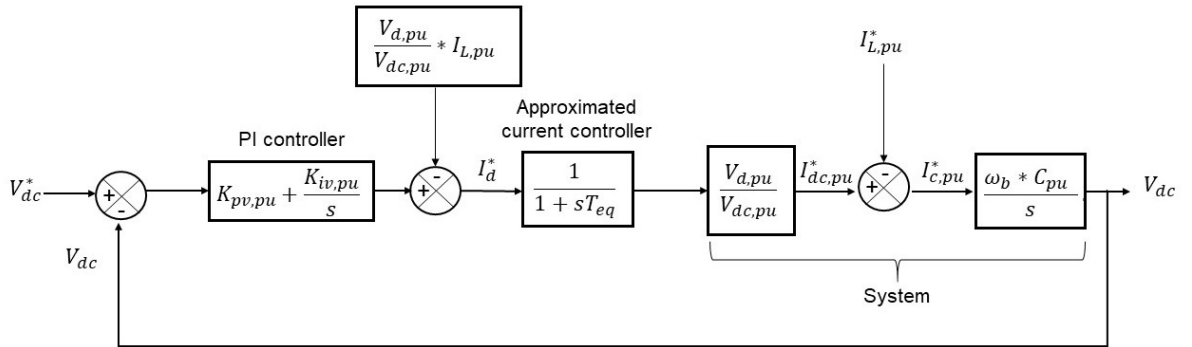 V_{d,pu}
V_{dc,pu}
* I_{L,pu}
I^*_{L,pu}
Approximated
current controller
PI controller
V^*_{dc}
+
-
K_{pv,pu} + K_{iv,pu}
s
-
+
I^*_d
1
1 + sT_{eq}
V_{d,pu}
V_{dc,pu}
I^*_{dc,pu}
-
+
I^*_{c,pu}
ω_b * C_{pu}
s
V_{dc}
V_{dc}
System